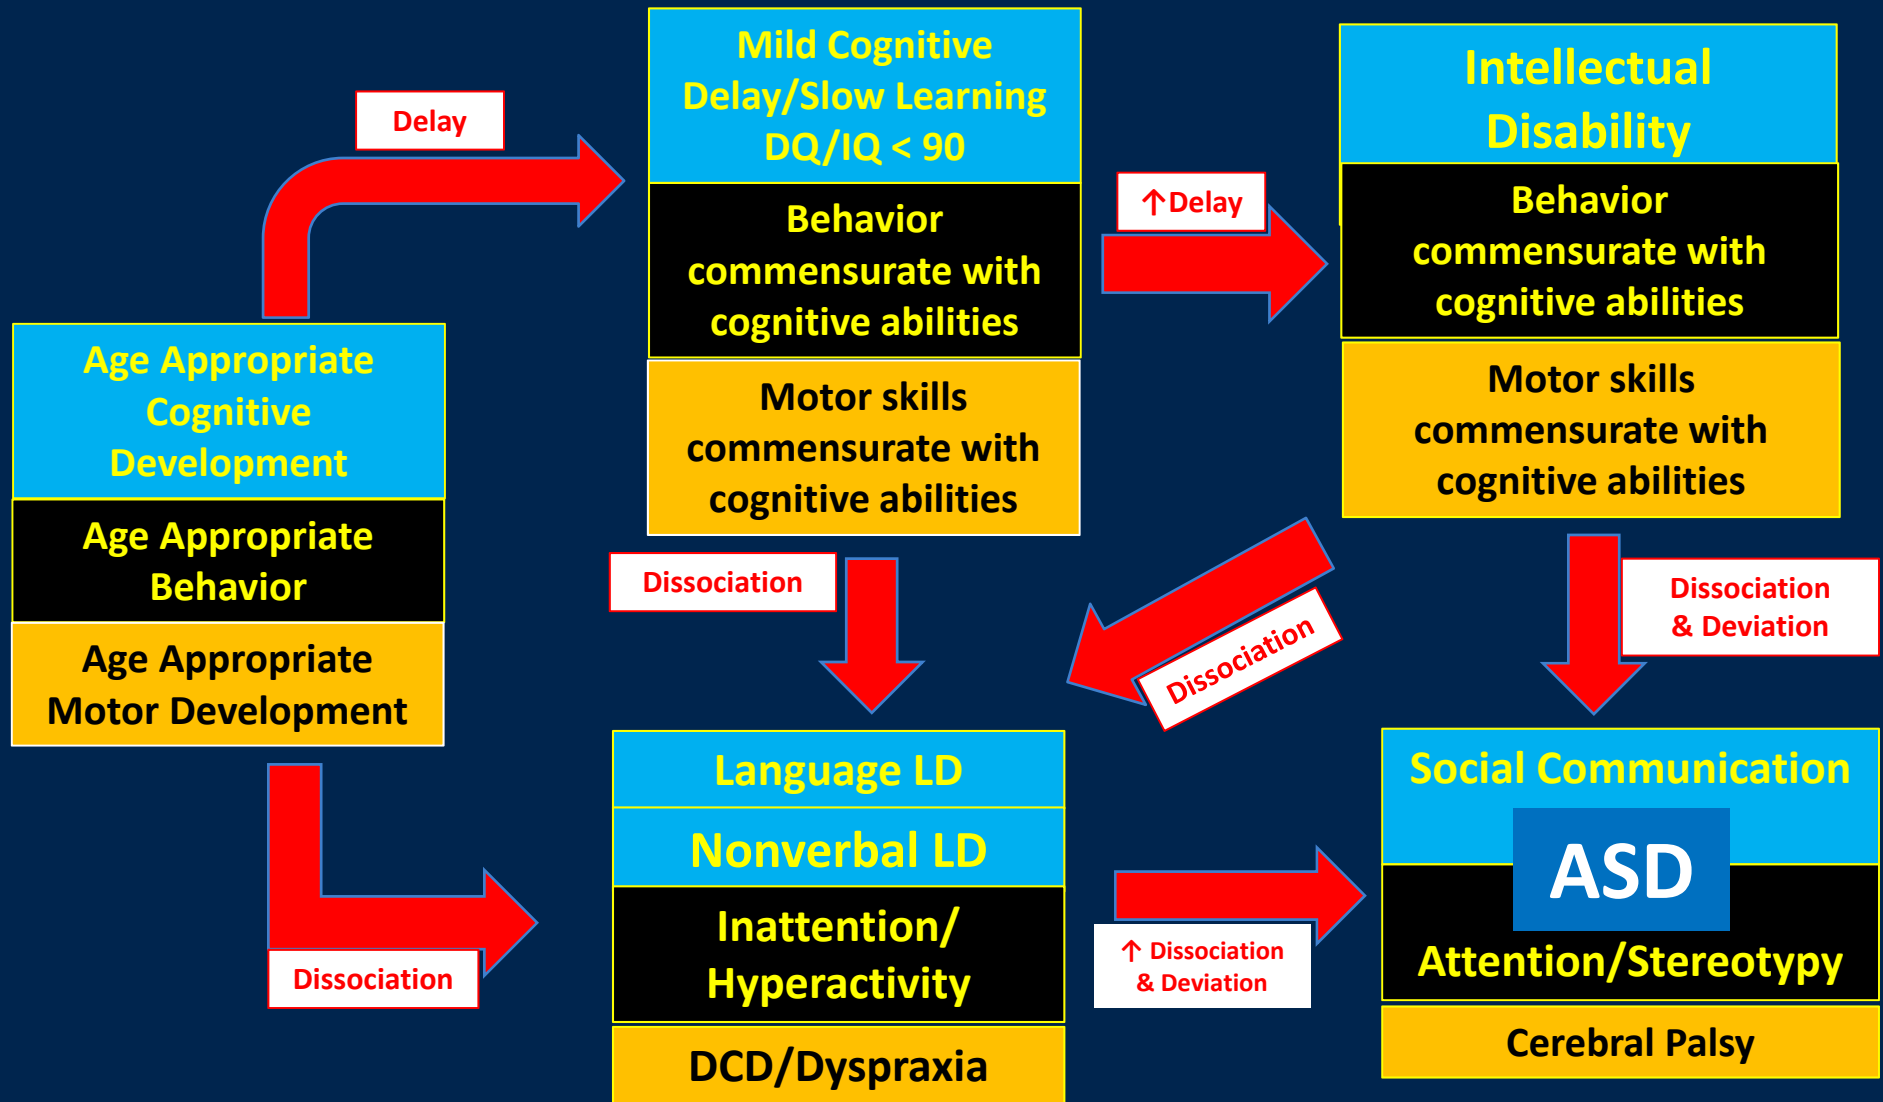 Delay
Mild Cognitive
Delay/Slow Learning
DQ/IQ < 90
Behavior
commensurate with
cognitive abilities
Motor skills
commensurate with
cognitive abilities
↑Delay
Intellectual
Disability
Behavior
commensurate with
cognitive abilities
Motor skills
commensurate with
cognitive abilities
Age Appropriate
Cognitive
Development
Age Appropriate
Behavior
Age Appropriate
Motor Development
Dissociation
Dissociation
Dissociation
& Deviation
Dissociation
Language LD
Nonverbal LD
Inattention/
Hyperactivity
DCD/Dyspraxia
↑ Dissociation
& Deviation
Social Communication
ASD
Attention/Stereotypy
Cerebral Palsy